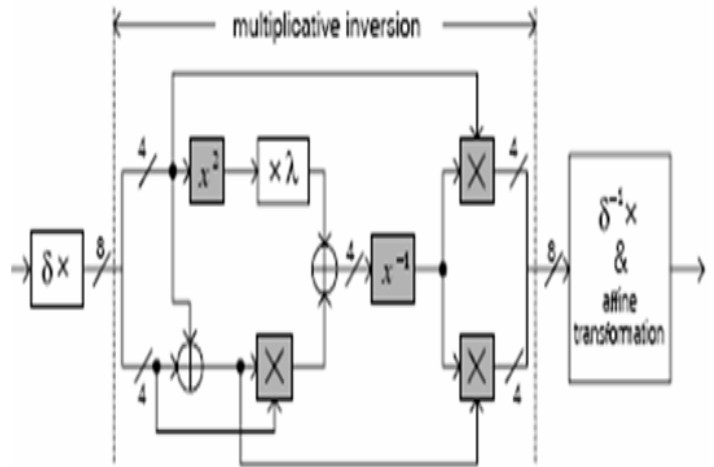 multiplicative inversion
4
x²
×λ
4
δ×
8
4
x⁻¹
8
δ⁻¹×
&
affine
transformation
4
×
×
×
4